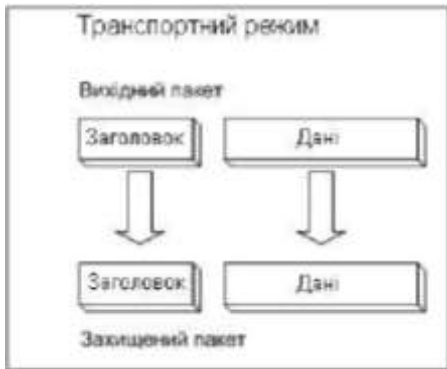 Транспортний режим
Вихідний пакет
Заголовок Дані
Заголовок Дані
Захищений пакет